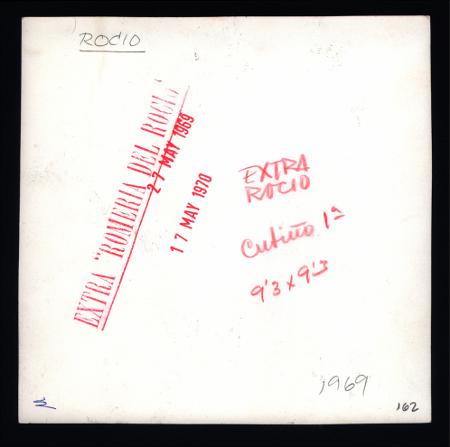 ROCIO
EXTRA "ROMERIA DEL ROCIO"
27 MAY 1969
17 MAY 1970
EXTRA
ROCIO
Cutiño 1ª
9'3 x 9'3
1969
162